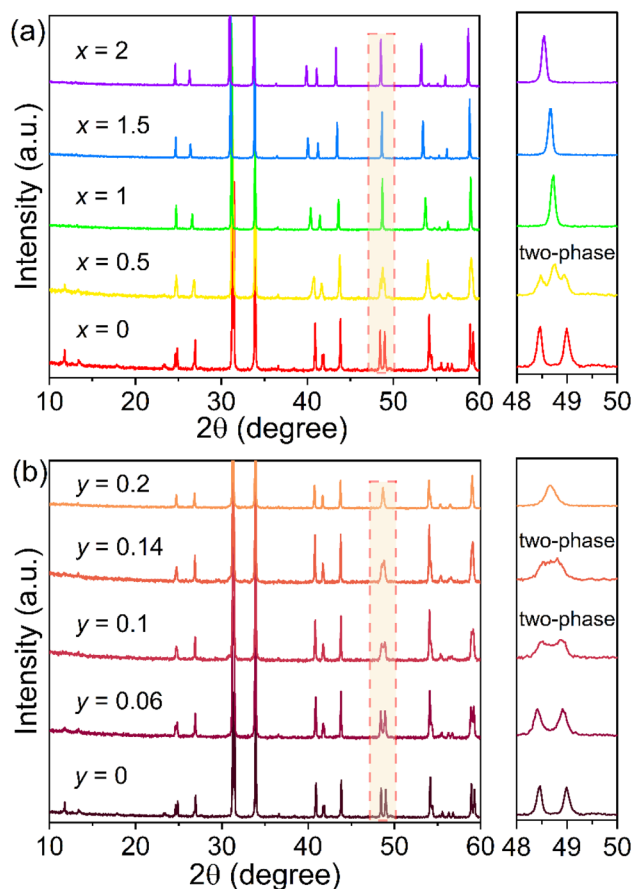 (a)
x = 2
x = 1.5
x = 1
x = 0.5
x = 0
two-phase
Intensity (a.u.)
10 20 30 40 50 60
2θ (degree)
48 49 50
(b)
y = 0.2
y = 0.14
y = 0.1
y = 0.06
y = 0
two-phase
two-phase
Intensity (a.u.)
10 20 30 40 50 60
2θ (degree)
48 49 50